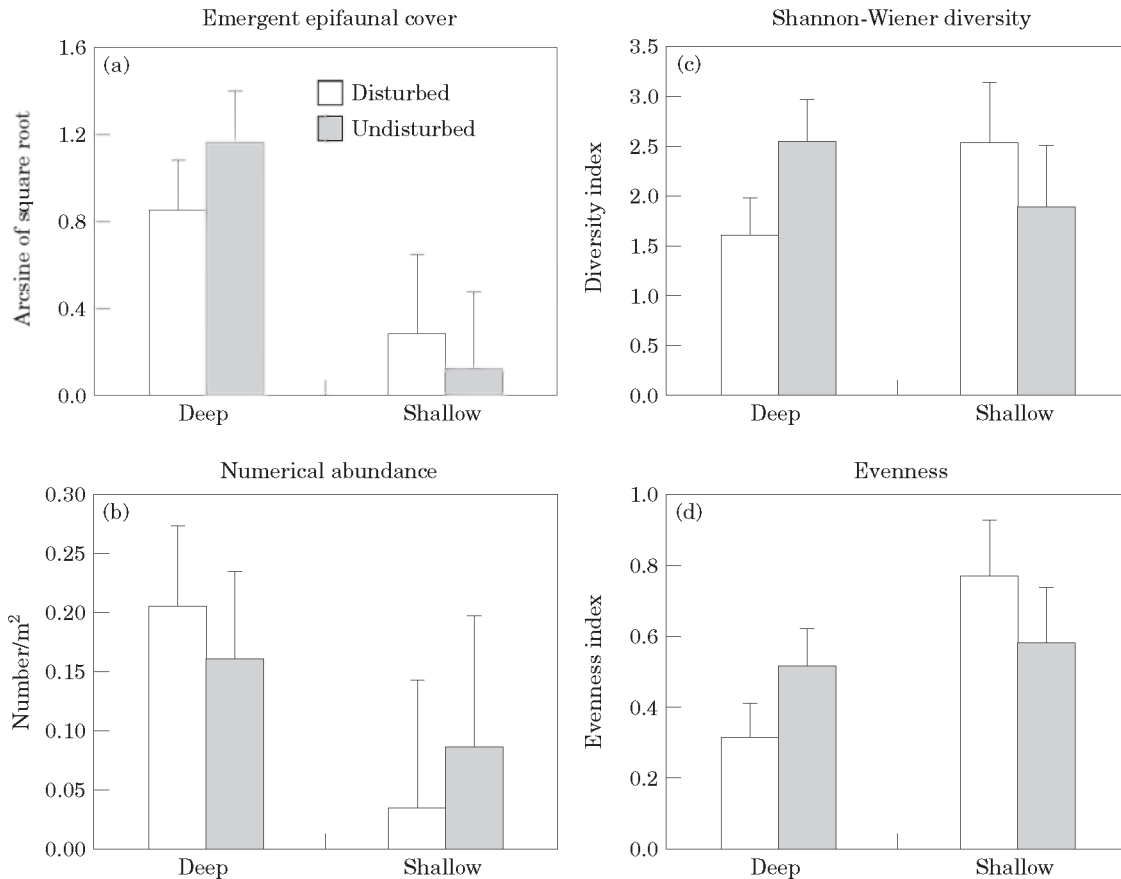 Emergent epifaunal cover
(a)
1.6
1.2
0.8
0.4
0.0
Arcsine of square root
Disturbed
Undisturbed
Deep Shallow
Shannon-Wiener diversity
(c)
3.5
3.0
2.5
2.0
1.5
1.0
0.5
0.0
Diversity index
Deep Shallow
Numerical abundance
(b)
0.30
0.25
0.20
0.15
0.10
0.05
0.00
Number/m²
Deep Shallow
Evenness
(d)
1.0
0.8
0.6
0.4
0.2
0.0
Evenness index
Deep Shallow